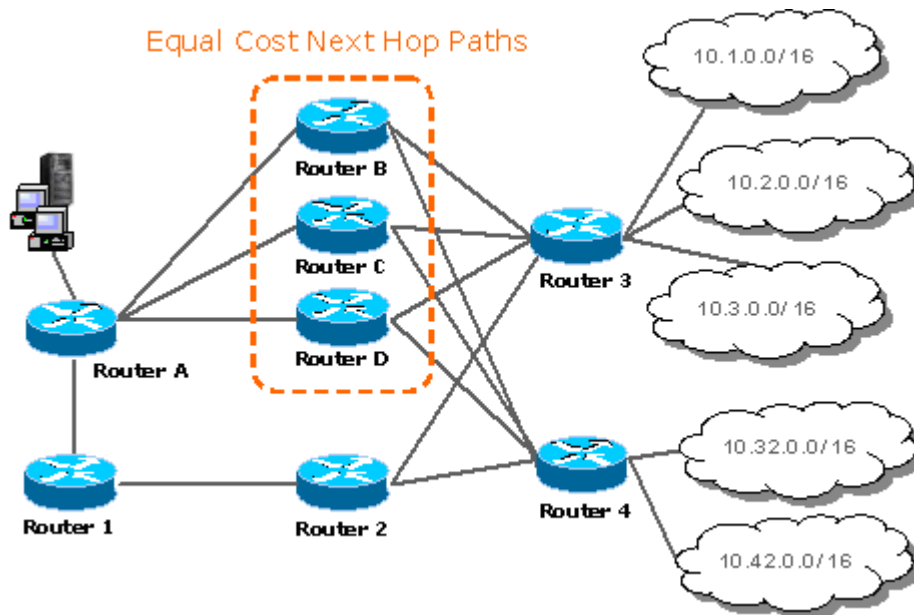 Equal Cost Next Hop Paths
10.1.0.0/16
Router B
10.2.0.0/16
Router C
Router 3
10.3.0.0/16
Router D
Router A
10.32.0.0/16
Router 1
Router 2
Router 4
10.42.0.0/16